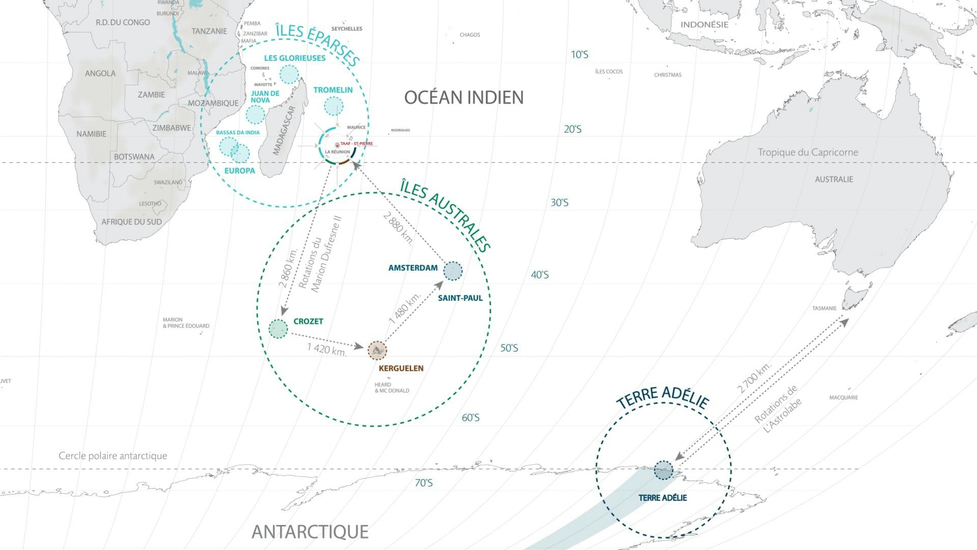 RWANDA
BURUNDI
R.D. DU CONGO
TANZANIE
PEMBA
ZANZIBAR
MAFIA
ÎLES ÉPARSES
SEYCHELLES
CHAGOS
INDONÉSIE
10°S
LES GLORIEUSES
COMORES
MAYOTTE
ANGOLA
MALAWI
ÎLES COCOS
CHRISTMAS
ZAMBIE
MOZAMBIQUE
JUAN DE
NOVA
TROMELIN
OCÉAN INDIEN
MADAGASCAR
NAMIBIE
ZIMBABWE
BASSAS DA INDIA
MAURICE
RODRIGUES
20°S
TAAF - ST-PIERRE
LA RÉUNION
BOTSWANA
EUROPA
Tropique du Capricorne
AUSTRALIE
SWAZILAND
LESOTHO
AFRIQUE DU SUD
30°S
ÎLES AUSTRALES
2 880 km.
2 860 km.
Rotations du
Marion Dufresne II
AMSTERDAM
40°S
SAINT-PAUL
1 480 km.
TASMANIE
CROZET
MARION
& PRINCE ÉDOUARD
1 420 km.
50°S
KERGUELEN
HEARD
& MC DONALD
UVET
2 700 km.
Rotations de
L'Astrolabe
MACQUARIE
TERRE ADÉLIE
60°S
Cercle polaire antarctique
70°S
TERRE ADÉLIE
ANTARCTIQUE